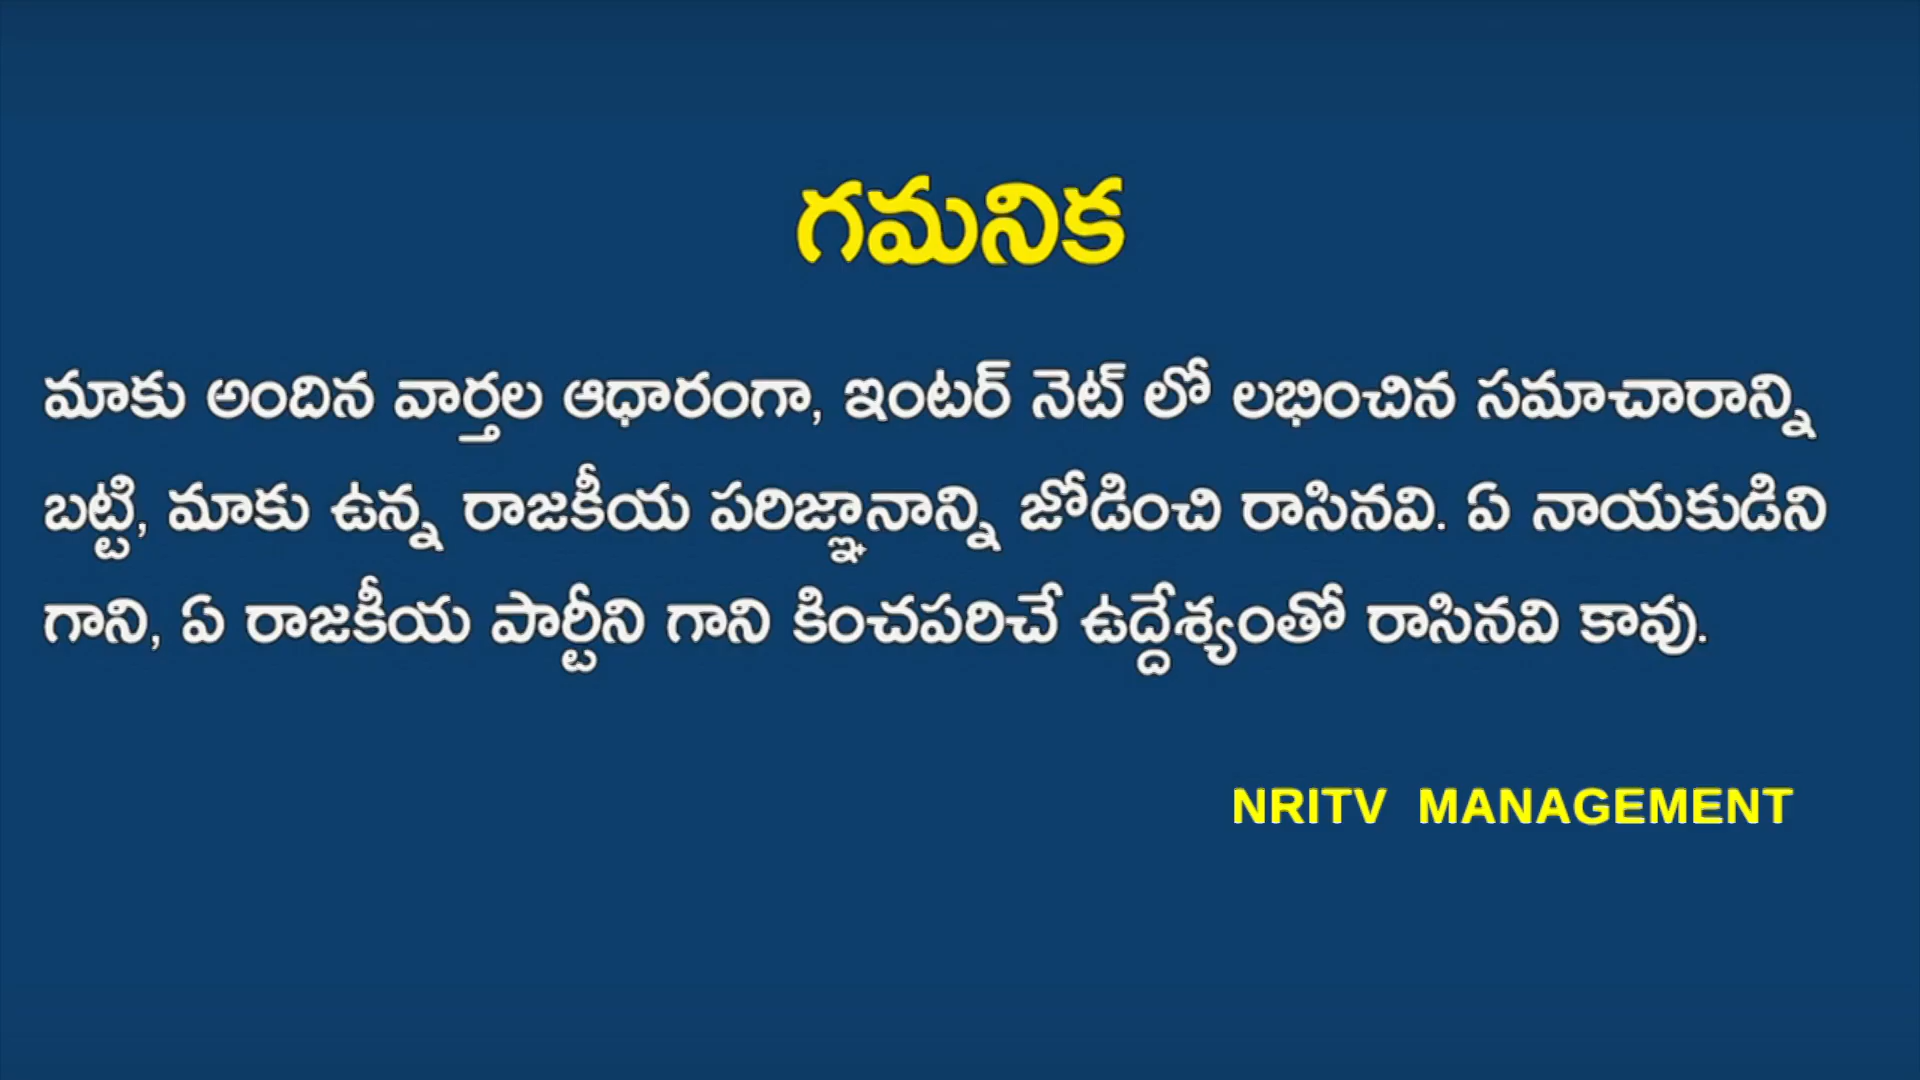 గమనిక
మాకు అందిన వార్తల ఆధారంగా, ఇంటర్ నెట్ లో లభించిన సమాచారాన్ని
బట్టి, మాకు ఉన్న రాజకీయ పరిజ్ఞానాన్ని జోడించి రాసినవి. ఏ నాయకుడిని
గాని, ఏ రాజకీయ పార్టీని గాని కించపరిచే ఉద్దేశ్యంతో రాసినవి కావు.
NRITV MANAGEMENT